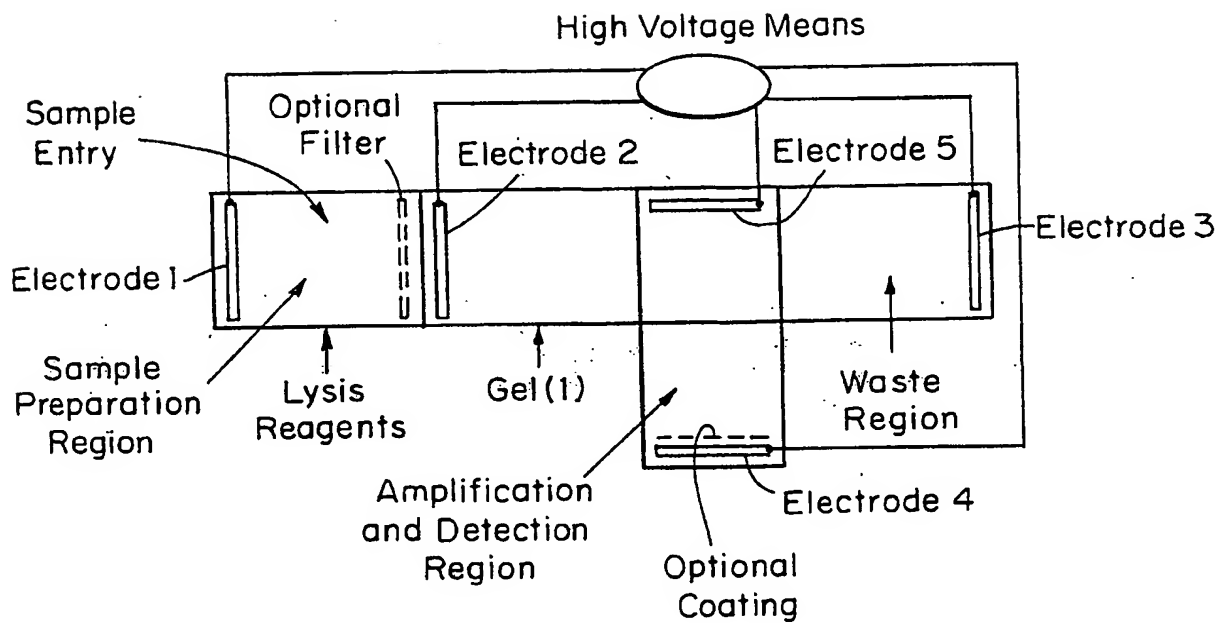 High Voltage Means
Sample
Entry
Optional
Filter
Electrode 2
Electrode 5
Electrode 1
Electrode 3
Sample
Preparation
Region
Lysis
Reagents
Gel (1)
Waste
Region
Amplification
and Detection
Region
Electrode 4
Optional
Coating